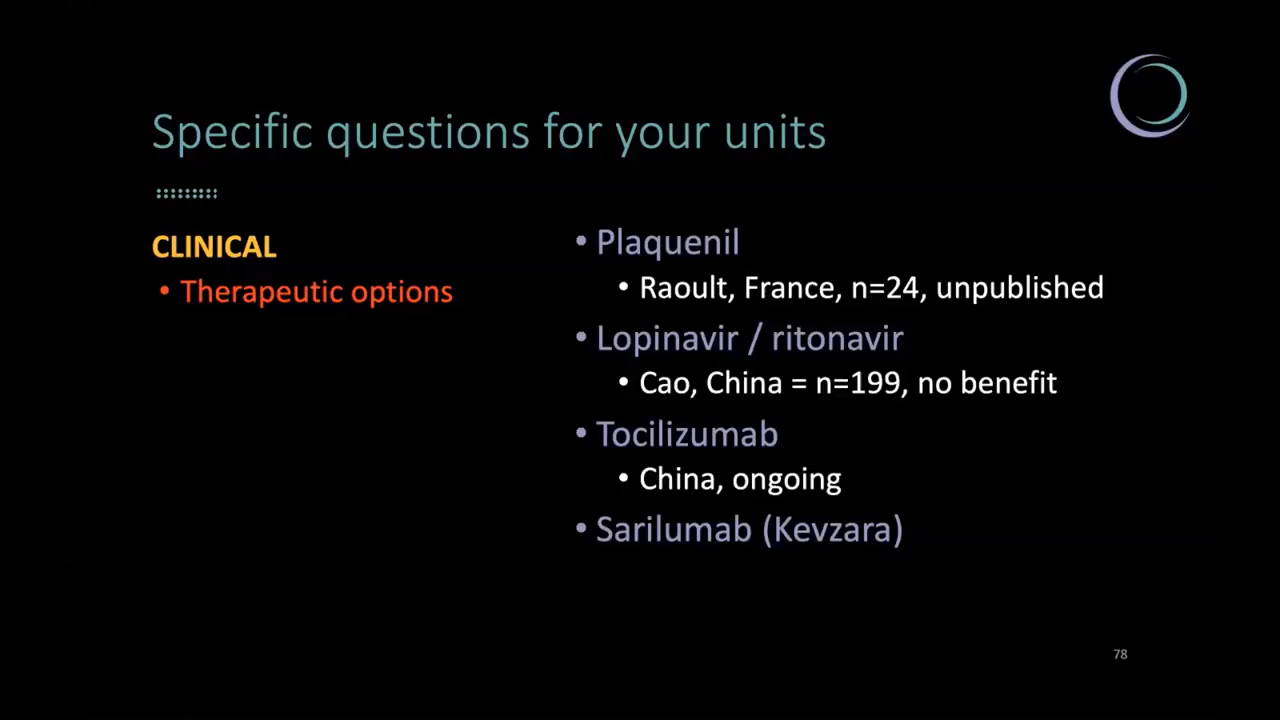 Specific questions for your units
CLINICAL
• Therapeutic options
• Plaquenil
• Raoult, France, n=24, unpublished
• Lopinavir / ritonavir
• Cao, China = n=199, no benefit
• Tocilizumab
• China, ongoing
• Sarilumab (Kevzara)
78